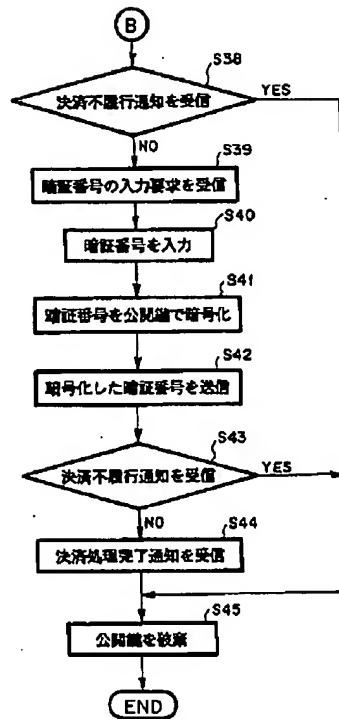 B
S38
決済不履行通知を受信
YES
NO
S39
暗証番号の入力要求を受信
S40
暗証番号を入力
S41
暗証番号を公開鍵で暗号化
S42
暗号化した暗証番号を送信
S43
決済不履行通知を受信
YES
NO
S44
決済処理完了通知を受信
S45
公開鍵を破棄
END